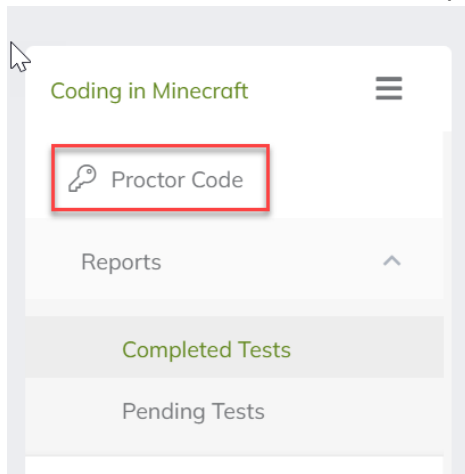 Coding in Minecraft
Proctor Code
Reports
Completed Tests
Pending Tests